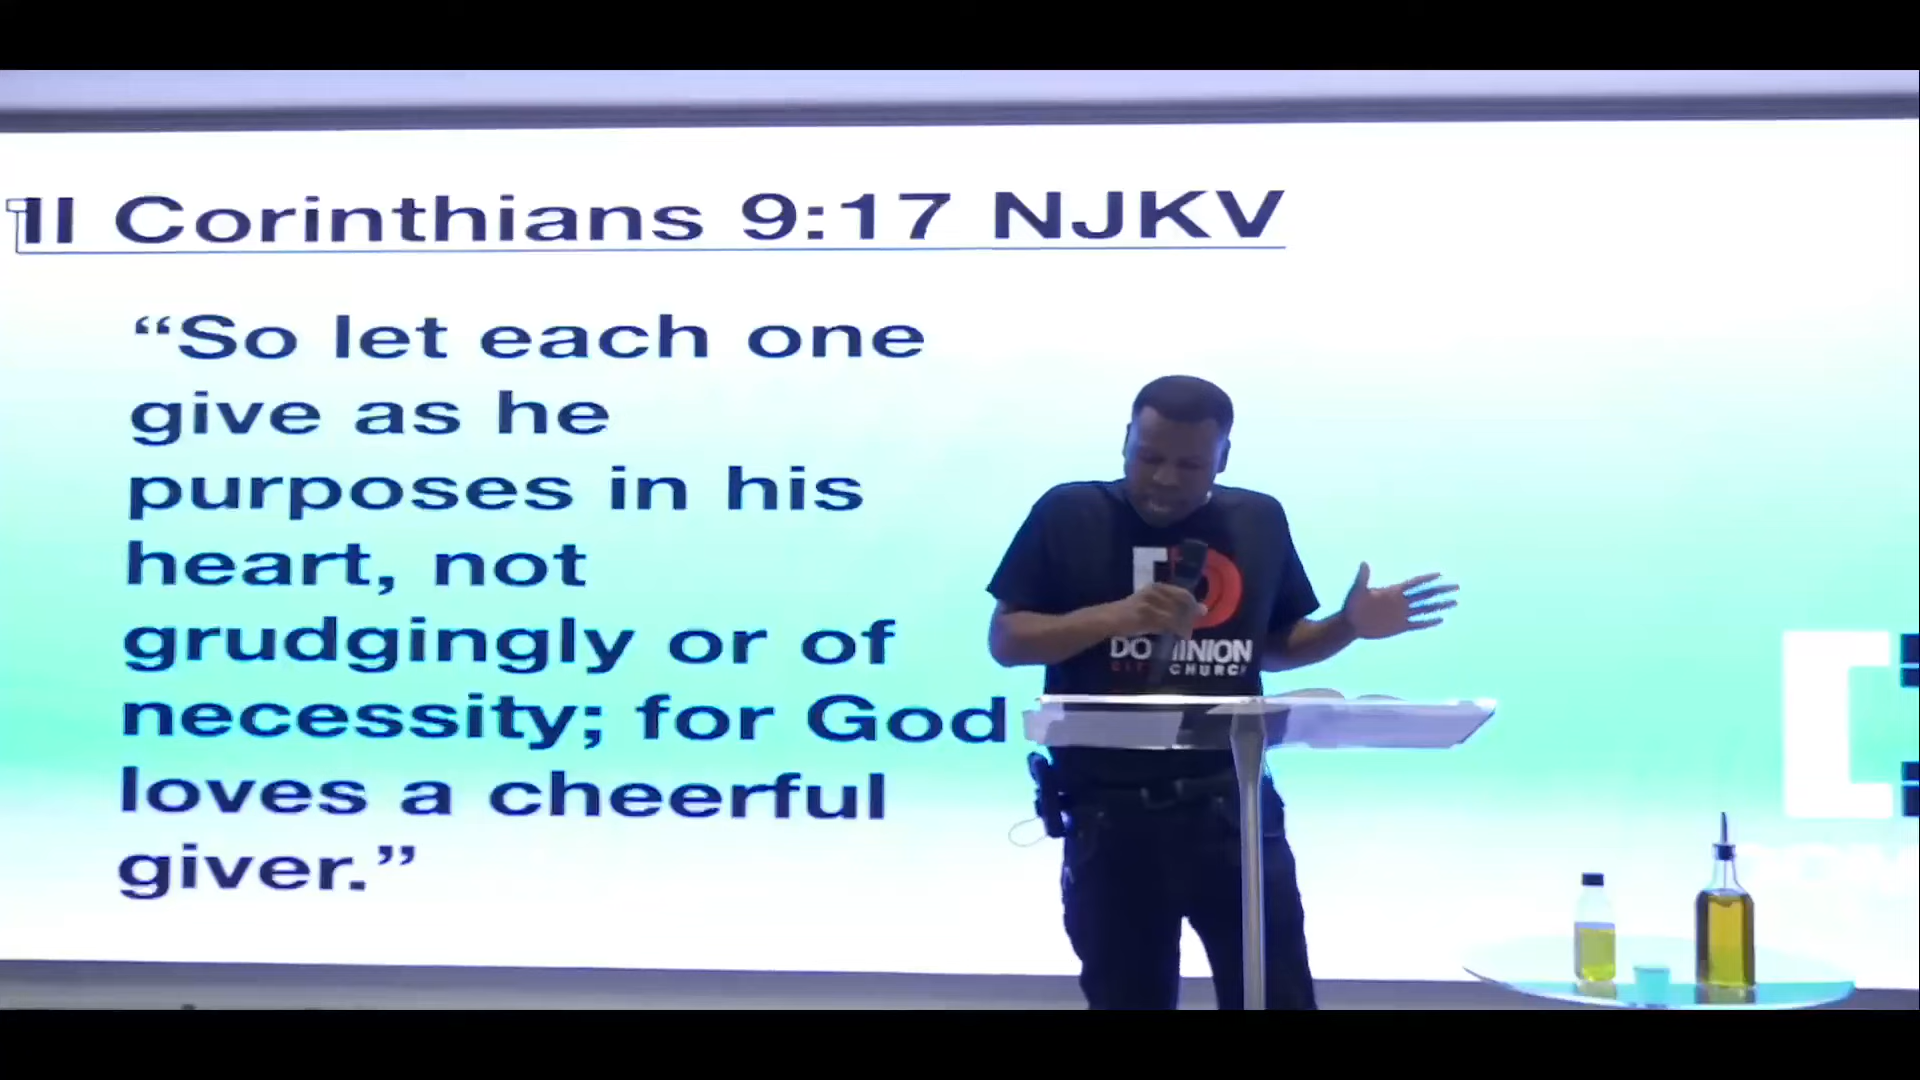 II Corinthians 9:17 NJKV
“So let each one
give as he
purposes in his
heart, not
grudgingly or of
necessity; for God
loves a cheerful
giver.”
DOMINION
CITY CHURCH